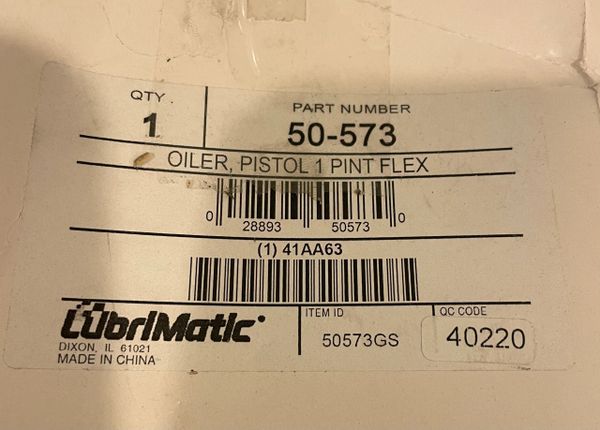 QTY
1
PART NUMBER
50-573
OILER, PISTOL 1 PINT FLEX
0 28893 50573 0
(1) 41AA63
LubriMatic
DIXON, IL 61021
MADE IN CHINA
ITEM ID
50573GS
QC CODE
40220